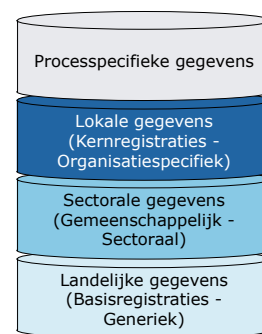 Processpecifieke gegevens
Lokale gegevens
(Kernregistraties -
Organisatiespecifiek)
Sectorale gegevens
(Gemeenschappelijk -
Sectoraal)
Landelijke gegevens
(Basisregistraties -
Generiek)